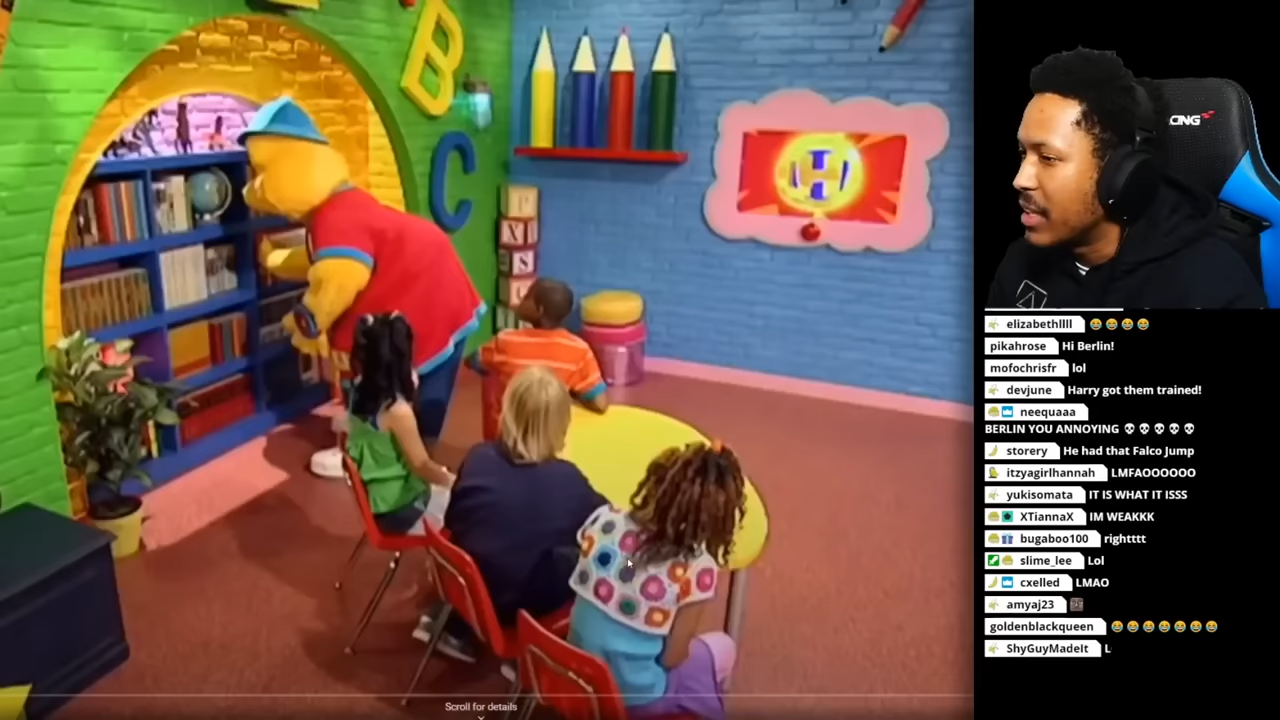 B
C
P
X
S
H
CING
elizabethllll
pikahrose Hi Berlin!
mofochrisfr lol
devjune Harry got them trained!
neequaaa
BERLIN YOU ANNOYING
storery He had that Falco Jump
itzyagirlhannah LMFAOOOOOO
yukisomata IT IS WHAT IT ISSS
XTiannaX IM WEAKKK
bugaboo100 rightttt
slime_lee Lol
cxelled LMAO
amyaj23
goldenblackqueen
ShyGuyMadeIt L
Scroll for details